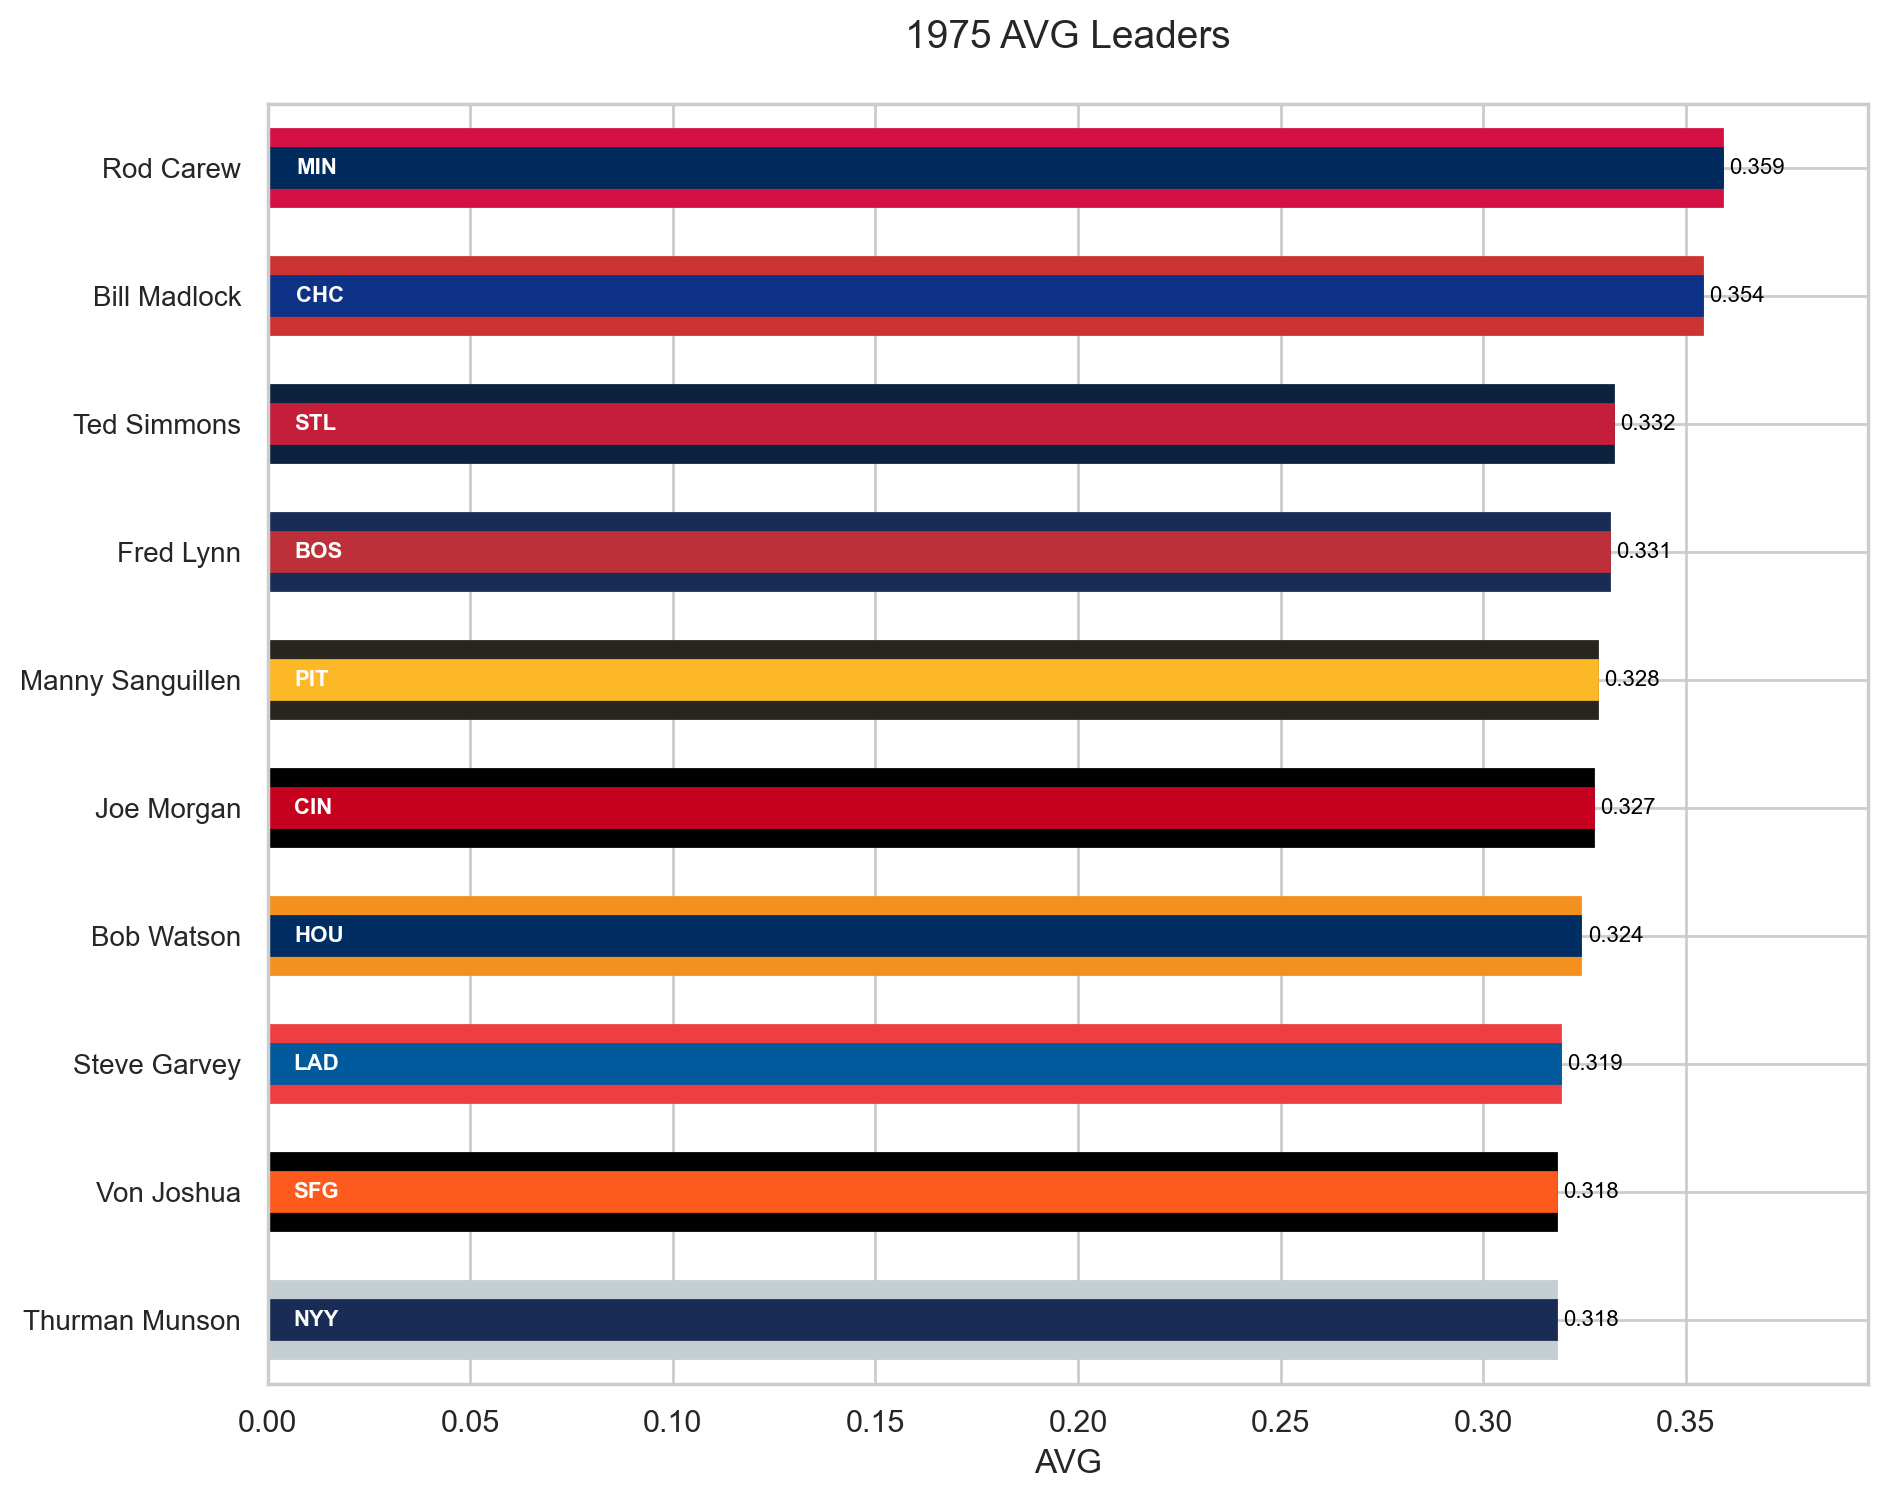 1975 AVG Leaders
Rod Carew MIN 0.359
Bill Madlock CHC 0.354
Ted Simmons STL 0.332
Fred Lynn BOS 0.331
Manny Sanguillen PIT 0.328
Joe Morgan CIN 0.327
Bob Watson HOU 0.324
Steve Garvey LAD 0.319
Von Joshua SFG 0.318
Thurman Munson NYY 0.318
0.00 0.05 0.10 0.15 0.20 0.25 0.30 0.35
AVG